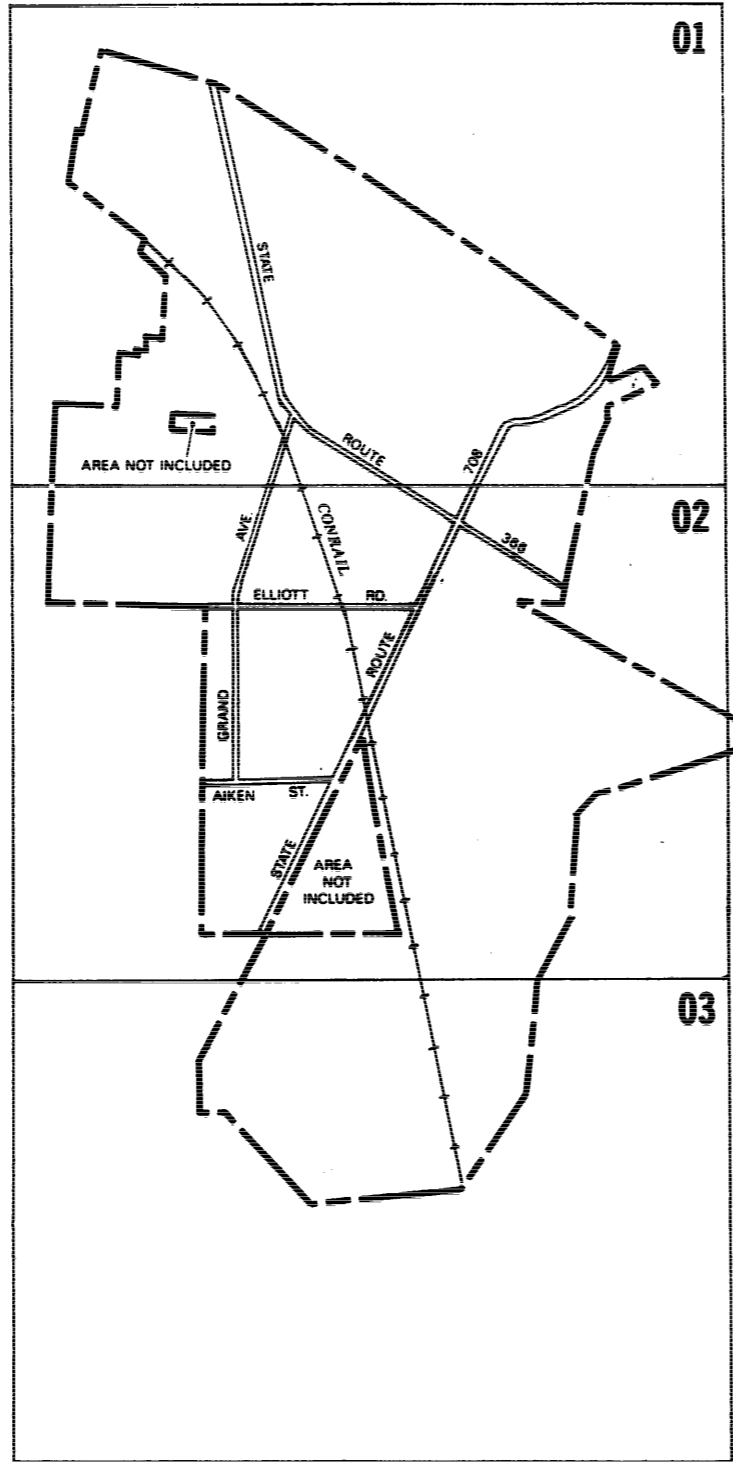 01
STATE
ROUTE
708
AREA NOT INCLUDED
02
AVE.
CONRAIL
388
ELLIOTT RD.
ROUTE
GRAND
AIKEN ST.
STATE
AREA
NOT
INCLUDED
03